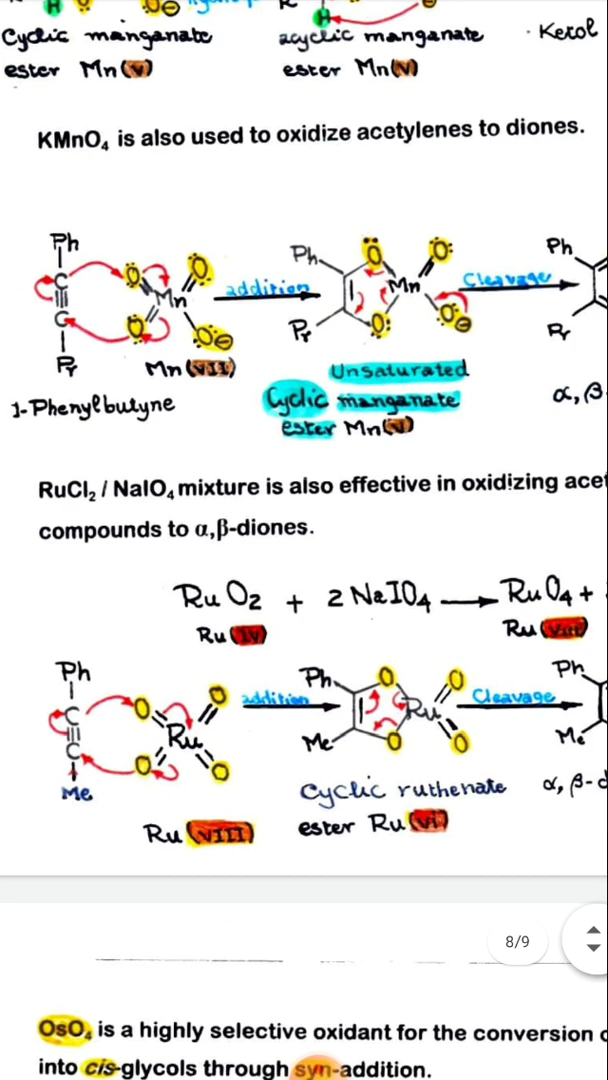 Cyclic manganate
ester Mn(V)
acyclic manganate
ester Mn(V)
Ketol
KMnO₄ is also used to oxidize acetylenes to diones.
Ph
C
C
Pr
O
O
Mn
O
O⊖
Mn(VII)
1-Phenylbutyne
addition
Ph
Pr
O
O
Mn
O
O⊖
Unsaturated
Cyclic manganate
ester Mn(V)
Cleavage
Ph
Pr
α,β
RuCl₂ / NaIO₄ mixture is also effective in oxidizing acet
compounds to α,β-diones.
RuO₂ + 2 NaIO₄ → RuO₄ +
Ru(IV)
Ru(VIII)
Ph
C
C
Me
O
O
Ru
O
O
Ru(VIII)
addition
Ph
Me
O
O
Ru
O
O
Cyclic ruthenate
ester Ru(VI)
Cleavage
Ph
Me
α, β-d
8/9
OsO₄ is a highly selective oxidant for the conversion
into cis-glycols through syn-addition.